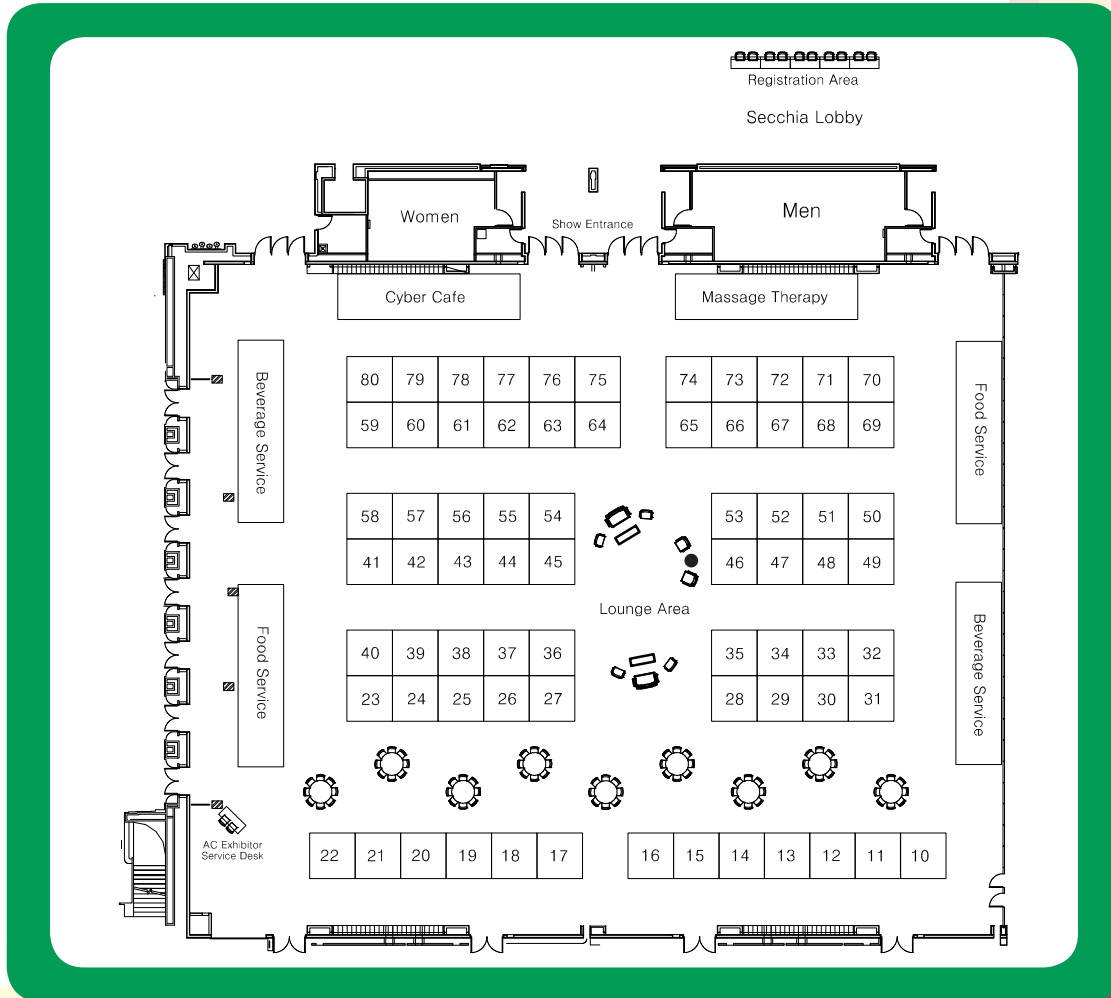 Registration Area
Secchia Lobby
Women
Show Entrance
Men
Cyber Cafe
Massage Therapy
Beverage Service
80 79 78 77 76 75
74 73 72 71 70
59 60 61 62 63 64
65 66 67 68 69
Food Service
58 57 56 55 54
53 52 51 50
41 42 43 44 45
46 47 48 49
Lounge Area
Food Service
40 39 38 37 36
35 34 33 32
23 24 25 26 27
28 29 30 31
Beverage Service
AC Exhibitor
Service Desk
22 21 20 19 18 17
16 15 14 13 12 11 10